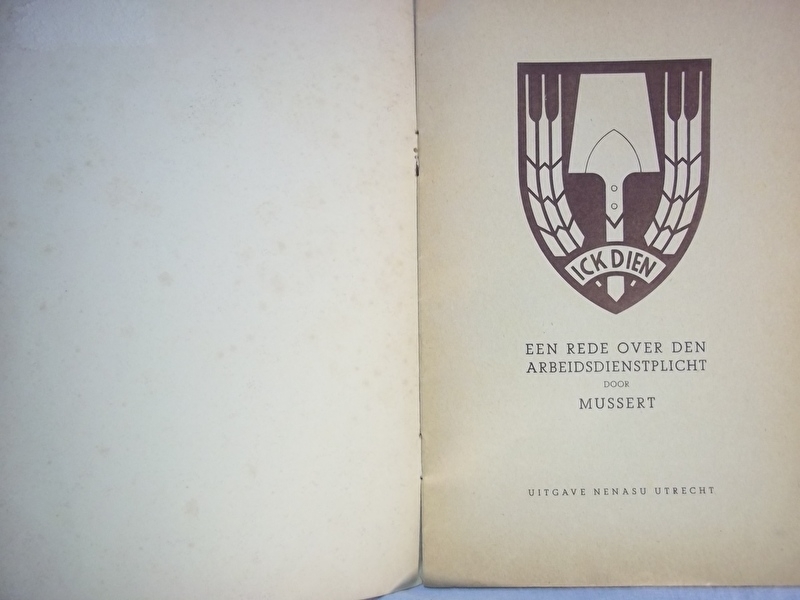 ICK DIEN
EEN REDE OVER DEN
ARBEIDSDIENSTPLICHT
DOOR
MUSSERT
UITGAVE NENASU UTRECHT